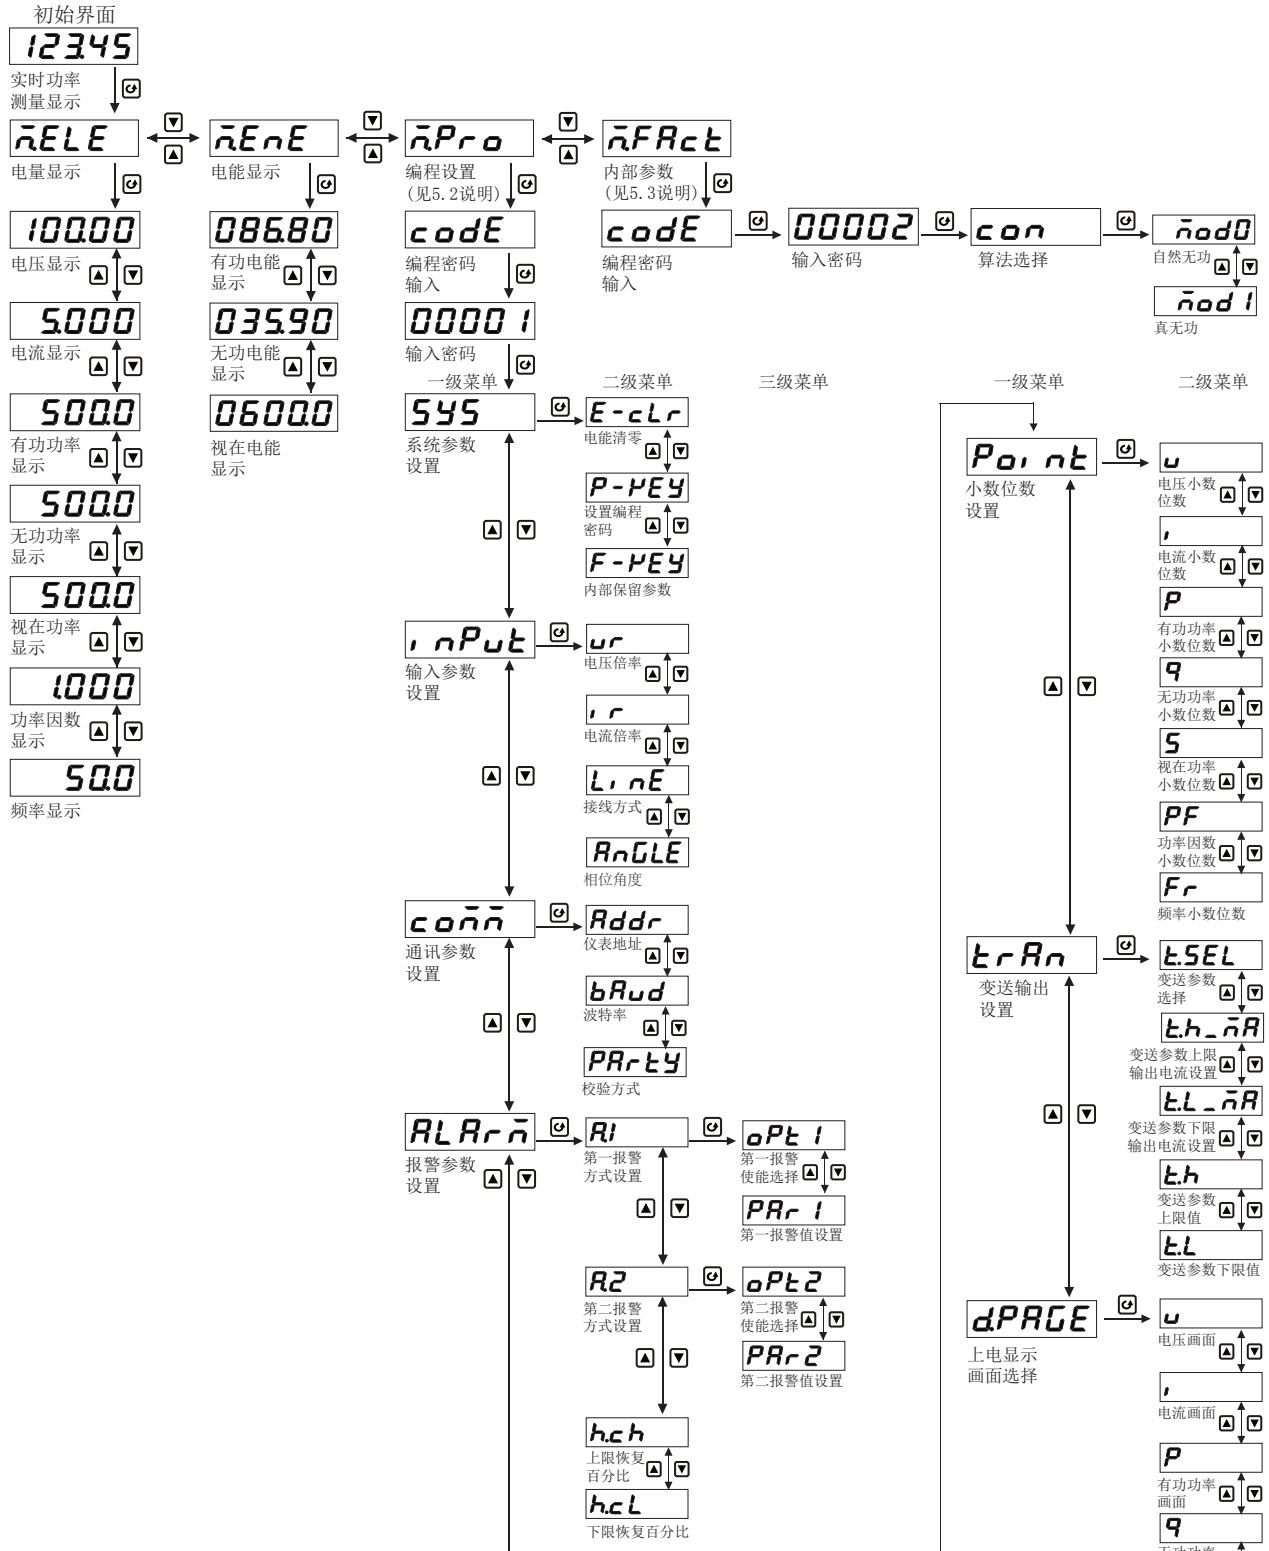 初始界面
123.45
实时功率
测量显示
M.ELE
电量显示
100.00
电压显示
5.000
电流显示
500.0
有功功率
显示
500.0
无功功率
显示
500.0
视在功率
显示
1.000
功率因数
显示
50.0
频率显示
M.EnE
电能显示
086.80
有功电能
显示
035.90
无功电能
显示
0600.0
视在电能
显示
M.Pro
编程设置
(见5.2说明)
codE
编程密码
输入
00001
输入密码
M.FAct
内部参数
(见5.3说明)
codE
编程密码
输入
00002
输入密码
con
算法选择
Mod0
自然无功
Mod1
真无功
一级菜单
二级菜单
三级菜单
SYS
系统参数
设置
E-cLr
电能清零
P-KEY
设置编程
密码
F-KEY
内部保留参数
inPut
输入参数
设置
ur
电压倍率
ir
电流倍率
LinE
接线方式
AnGLE
相位角度
coMM
通讯参数
设置
Addr
仪表地址
bAud
波特率
PArtY
校验方式
ALArM
报警参数
设置
A.1
第一报警
方式设置
oPt1
第一报警
使能选择
PAr1
第一报警值设置
A.2
第二报警
方式设置
oPt2
第二报警
使能选择
PAr2
第二报警值设置
h.ch
上限恢复
百分比
h.cL
下限恢复百分比
一级菜单
二级菜单
Point
小数位数
设置
u
电压小数
位数
i
电流小数
位数
P
有功功率
小数位数
q
无功功率
小数位数
S
视在功率
小数位数
PF
功率因数
小数位数
Fr
频率小数位数
trAn
变送输出
设置
t.SEL
变送参数
选择
t.h_MA
变送参数上限
输出电流设置
t.L_MA
变送参数下限
输出电流设置
t.h
变送参数
上限值
t.L
变送参数下限值
d.PAGE
上电显示
画面选择
u
电压画面
i
电流画面
P
有功功率
画面
q
无功功率